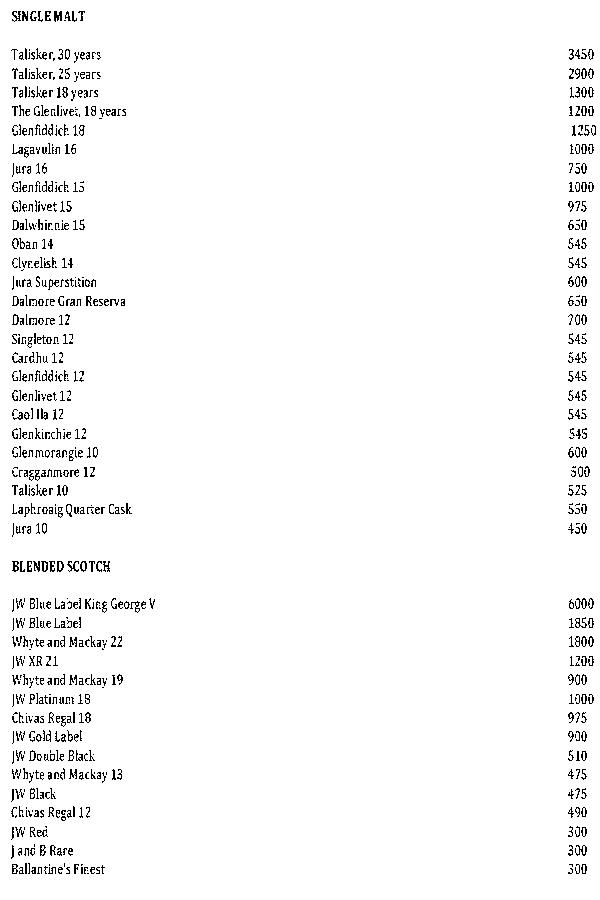 SINGLE MALT
Talisker, 30 years 3450
Talisker, 25 years 2900
Talisker 18 years 1300
The Glenlivet, 18 years 1200
Glenfiddich 18 1250
Lagavulin 16 1000
Jura 16 750
Glenfiddich 15 1000
Glenlivet 15 975
Dalwhinnie 15 650
Oban 14 545
Clynelish 14 545
Jura Superstition 600
Dalmore Gran Reserva 650
Dalmore 12 700
Singleton 12 545
Cardhu 12 545
Glenfiddich 12 545
Glenlivet 12 545
Caol Ila 12 545
Glenkinchie 12 545
Glenmorangie 10 600
Cragganmore 12 500
Talisker 10 525
Laphroaig Quarter Cask 550
Jura 10 450
BLENDED SCOTCH
JW Blue Label King George V 6000
JW Blue Label 1850
Whyte and Mackay 22 1800
JW XR 21 1200
Whyte and Mackay 19 900
JW Platinum 18 1000
Chivas Regal 18 975
JW Gold Label 900
JW Double Black 510
Whyte and Mackay 13 475
JW Black 475
Chivas Regal 12 490
JW Red 300
J and B Rare 300
Ballantine's Finest 300